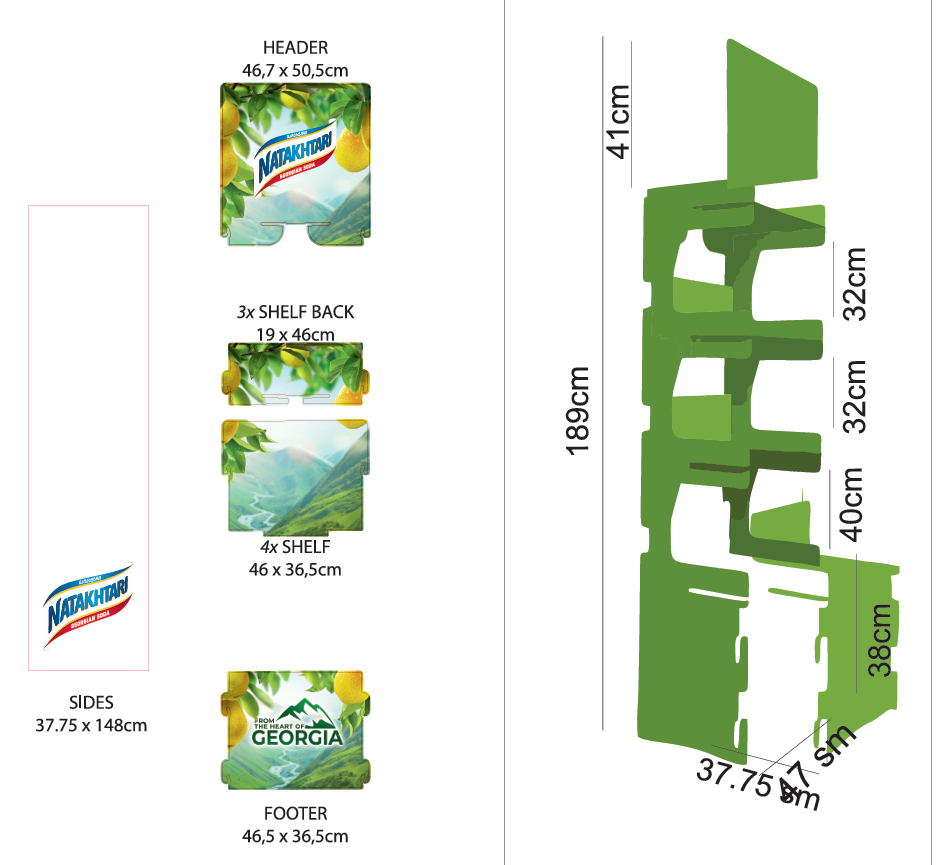 HEADER
46,7 x 50,5cm
NATAKHTARI
GEORGIAN SODA
3x SHELF BACK
19 x 46cm
4x SHELF
46 x 36,5cm
NATAKHTARI
GEORGIAN SODA
SIDES
37.75 x 148cm
FROM
THE HEART OF
GEORGIA
FOOTER
46,5 x 36,5cm
41cm
189cm
32cm
32cm
40cm
38cm
37.75 sm
47 sm